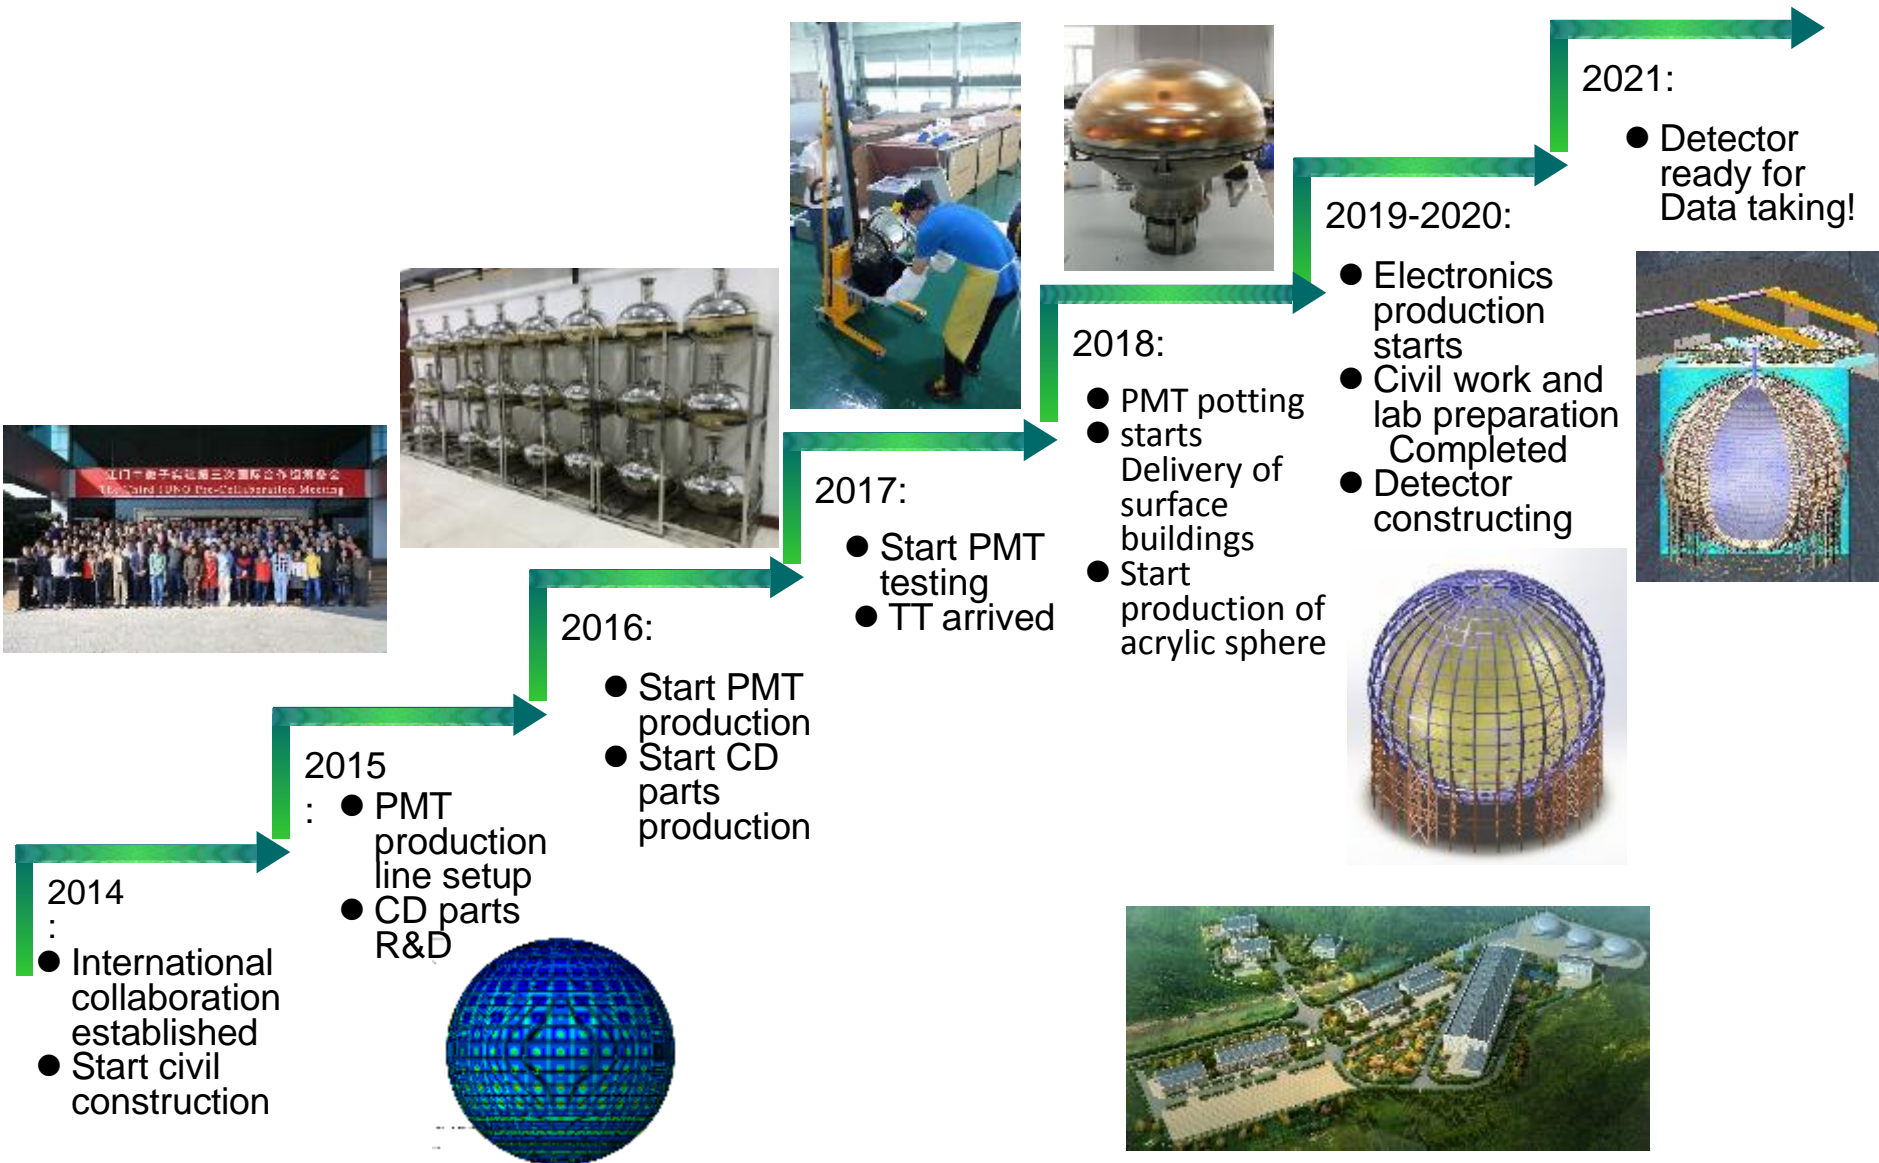 2014
:
● International
collaboration
established
● Start civil
construction
2015
:
● PMT
production
line setup
● CD parts
R&D
2016:
● Start PMT
production
● Start CD
parts
production
2017:
● Start PMT
testing
● TT arrived
2018:
● PMT potting
● starts
Delivery of
surface
buildings
● Start
production of
acrylic sphere
2019-2020:
● Electronics
production
starts
● Civil work and
lab preparation
Completed
● Detector
constructing
2021:
● Detector
ready for
Data taking!
The Third JUNO Pre-Collaboration Meeting